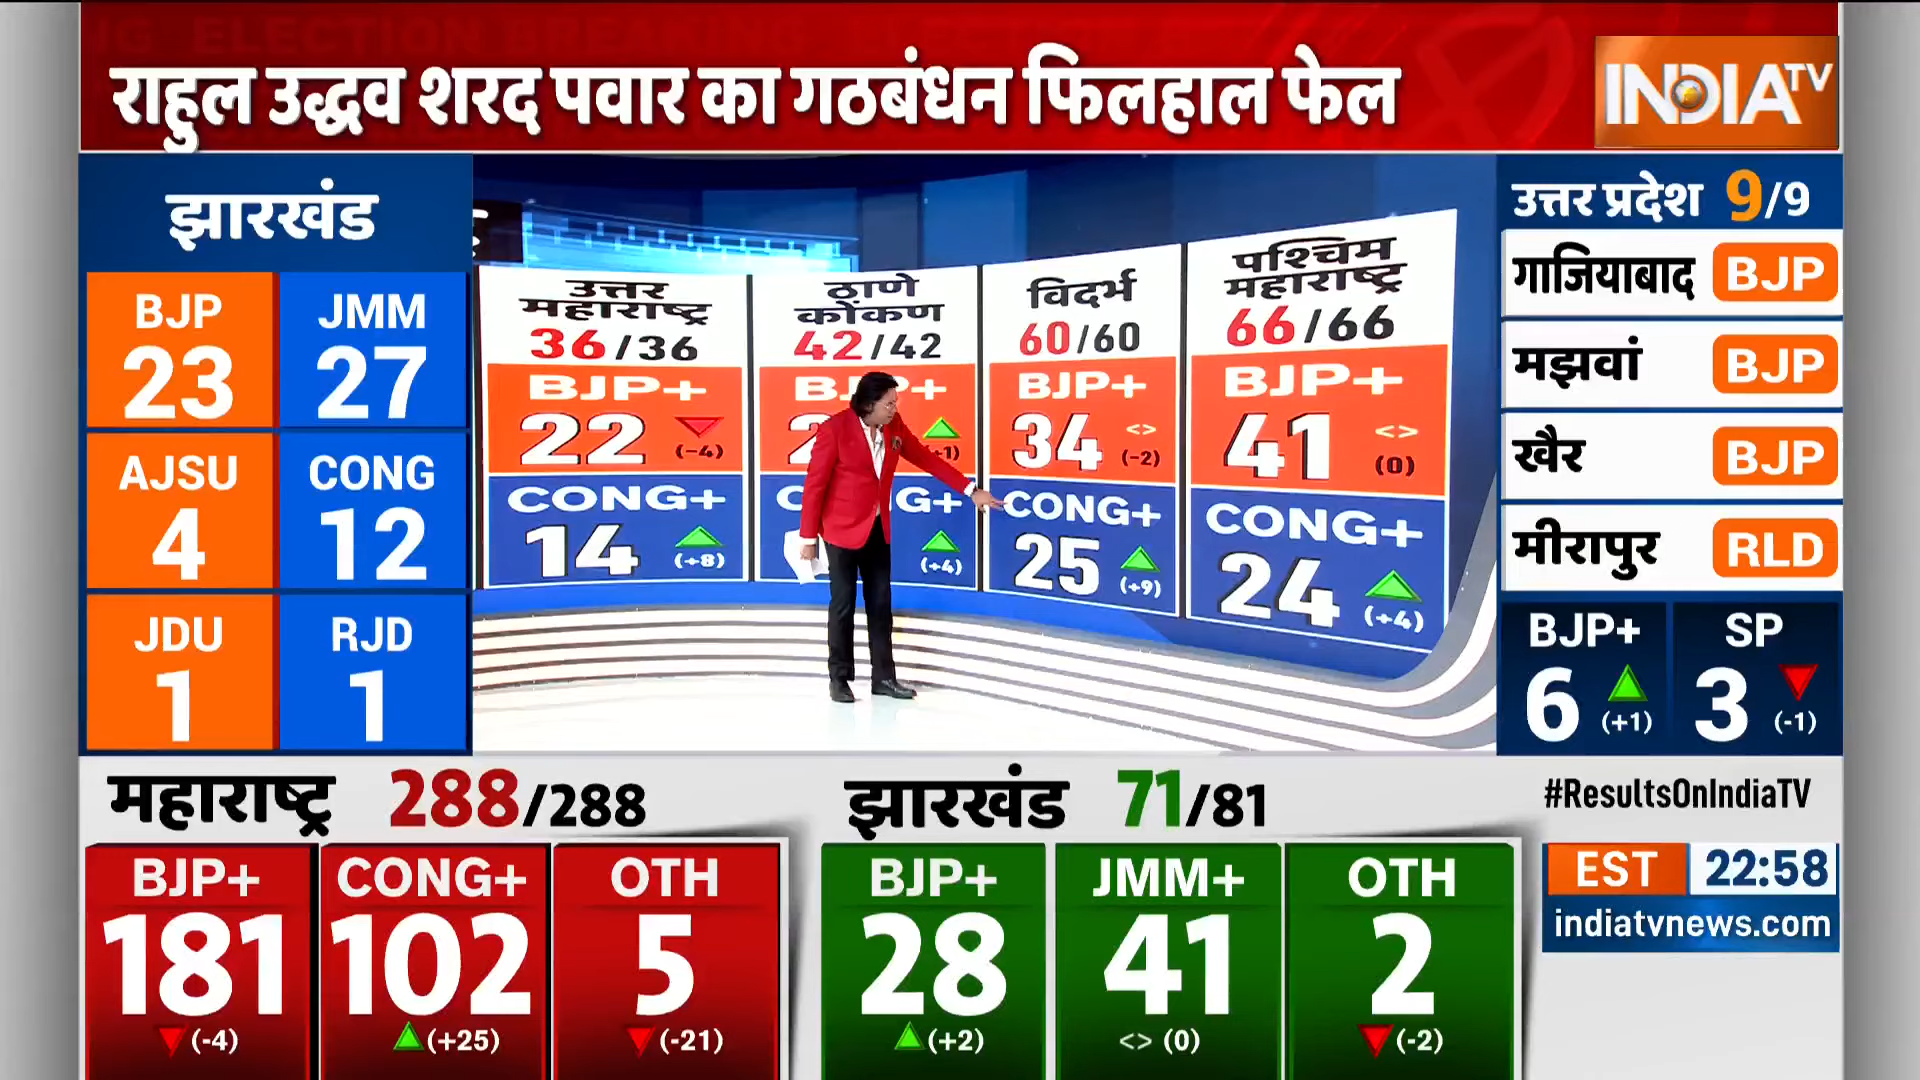 राहुल उद्धव शरद पवार का गठबंधन फिलहाल फेल
INDIA TV
झारखंड
BJP
23
JMM
27
AJSU
4
CONG
12
JDU
1
RJD
1
उत्तर
महाराष्ट्र
36/36
BJP+
22
(-4)
CONG+
14
(+8)
ठाणे
कोंकण
42/42
CONG+
(+4)
विदर्भ
60/60
BJP+
34 <>
(-2)
CONG+
25
(+9)
पश्चिम
महाराष्ट्र
66/66
BJP+
41 <>
(0)
CONG+
24
(+4)
उत्तर प्रदेश 9/9
गाजियाबाद BJP
मझवां BJP
खैर BJP
मीरापुर RLD
BJP+
6
(+1)
SP
3
(-1)
महाराष्ट्र 288/288
BJP+
181
(-4)
CONG+
102
(+25)
OTH
5
(-21)
झारखंड 71/81
BJP+
28
(+2)
JMM+
41
<> (0)
OTH
2
(-2)
#ResultsOnIndiaTV
EST 22:58
indiatvnews.com